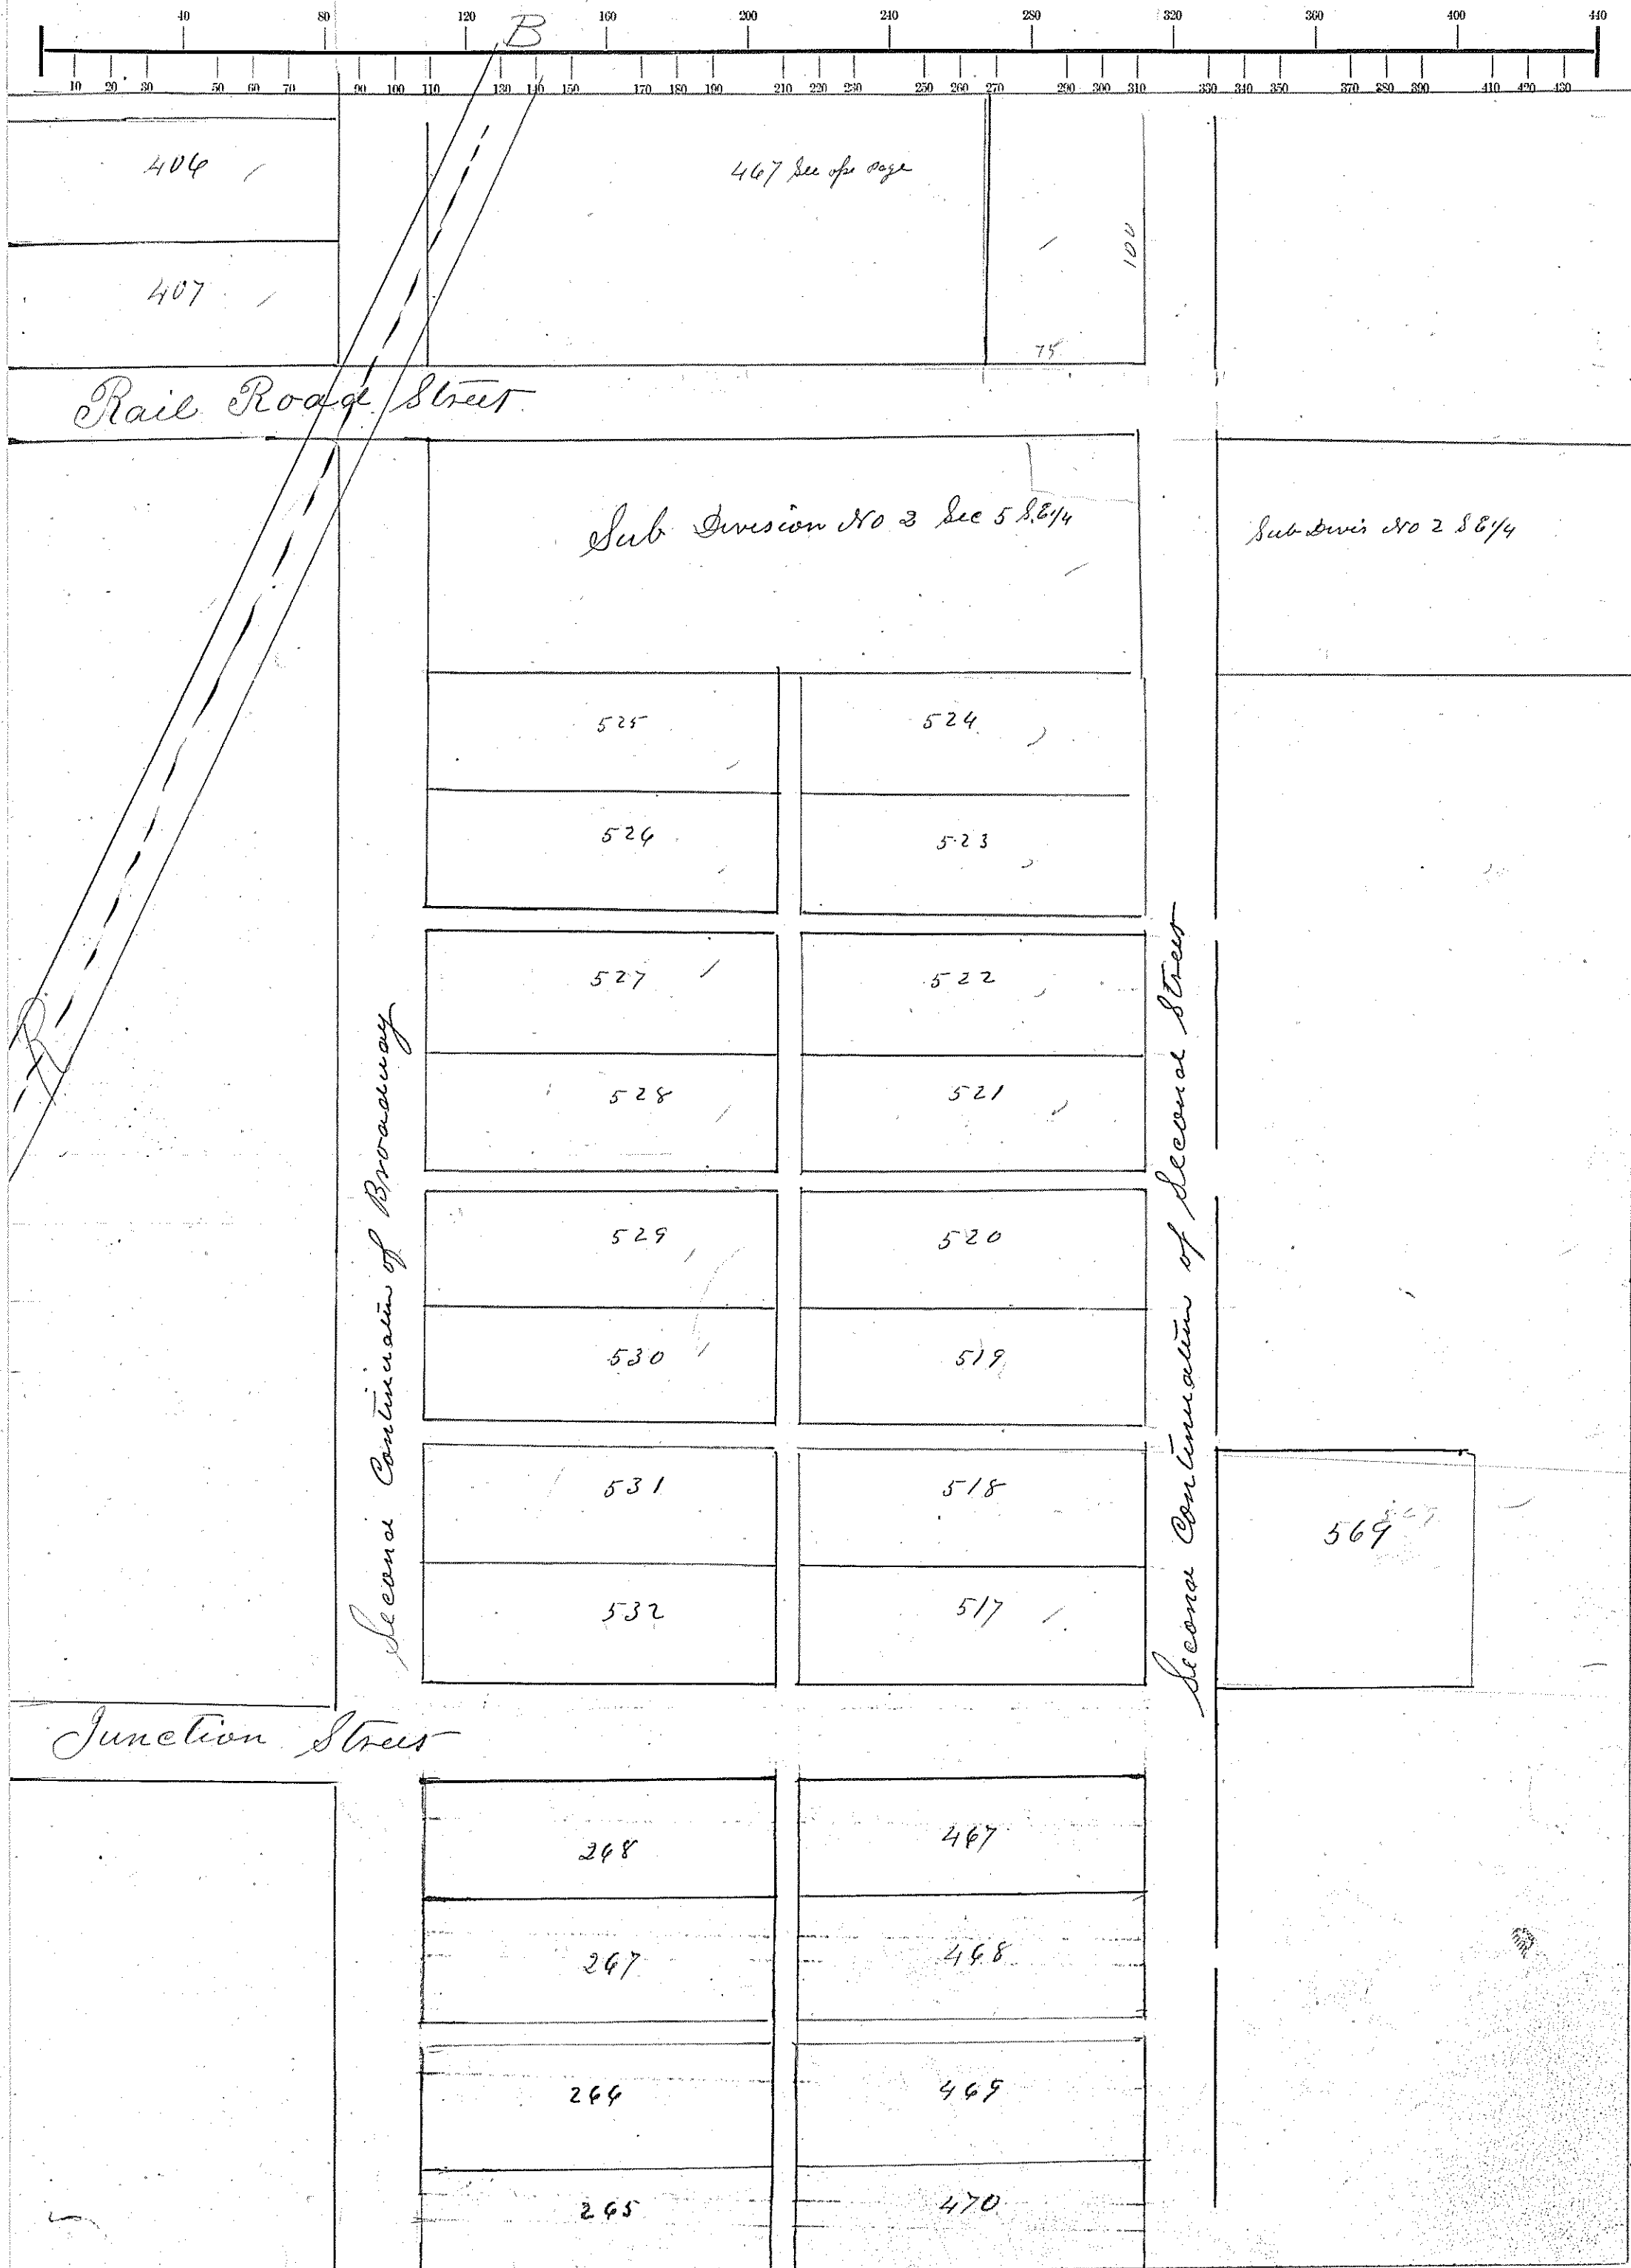 40 80 120 160 200 240 280 320 360 400 440
B
10 20 30 50 60 70 90 100 110 130 140 150 170 180 190 210 220 230 250 260 270 290 300 310 330 340 350 370 380 390 410 420 430
406
467 See opo page
100
407
75
Rail Road Street
Sub Division No 2 Sec 5 S.E 1/4
Sub Divis No 2 S E 1/4
525
524
526
523
527
522
R
528
521
Second Continuation of Broadway
Second Continuation of Second Street
529
520
530
519
531
518
569
532
517
Junction Street
268
467
267
468
266
469
265
470